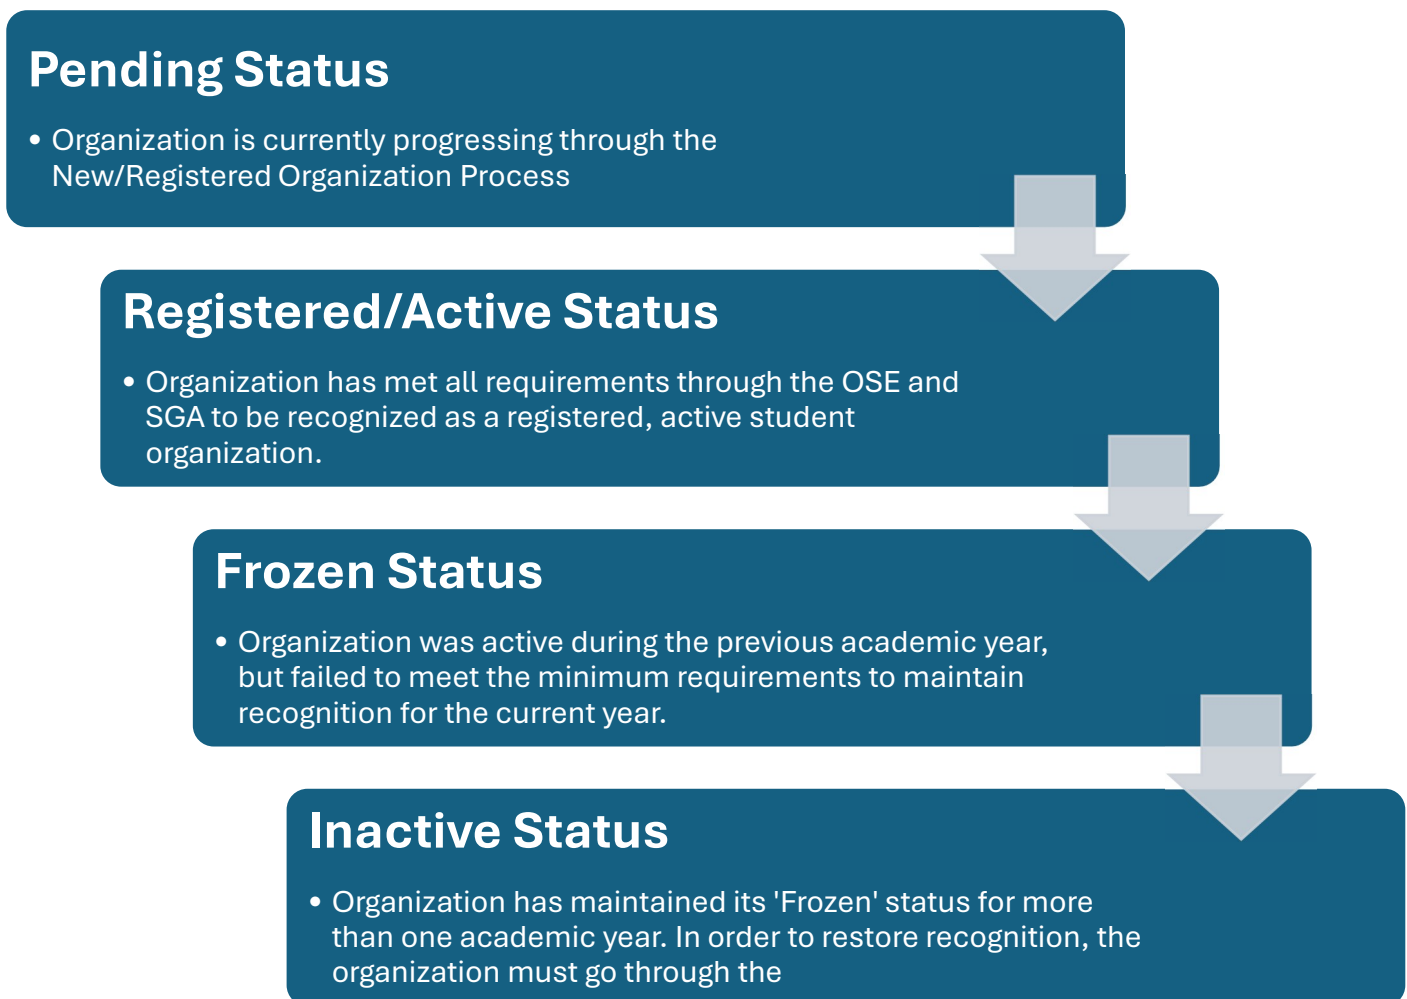 Pending Status
• Organization is currently progressing through the
New/Registered Organization Process
Registered/Active Status
• Organization has met all requirements through the OSE and
SGA to be recognized as a registered, active student
organization.
Frozen Status
• Organization was active during the previous academic year,
but failed to meet the minimum requirements to maintain
recognition for the current year.
Inactive Status
• Organization has maintained its 'Frozen' status for more
than one academic year. In order to restore recognition, the
organization must go through the